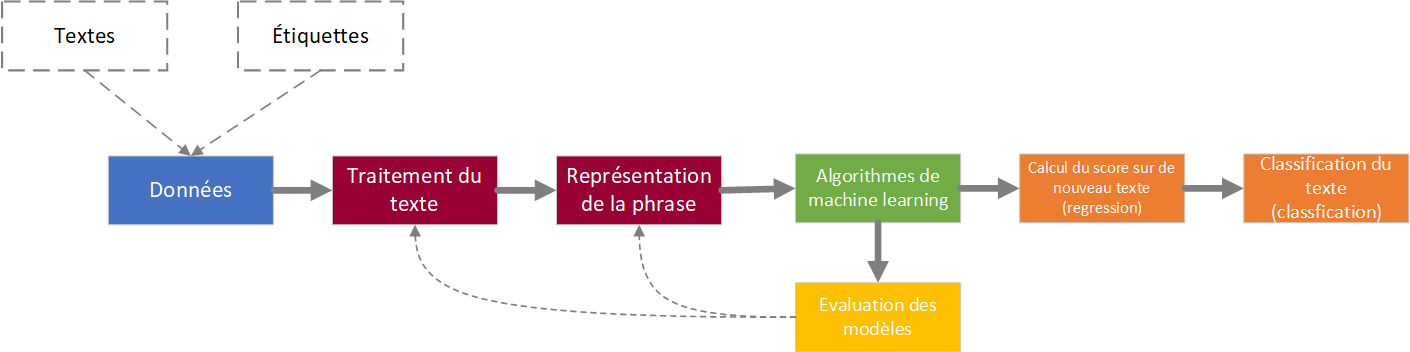 Textes
Étiquettes
Données
Traitement du
texte
Représentation
de la phrase
Algorithmes de
machine learning
Calcul du score sur de
nouveau texte
(regression)
Classification du
texte
(classfication)
Evaluation des
modèles